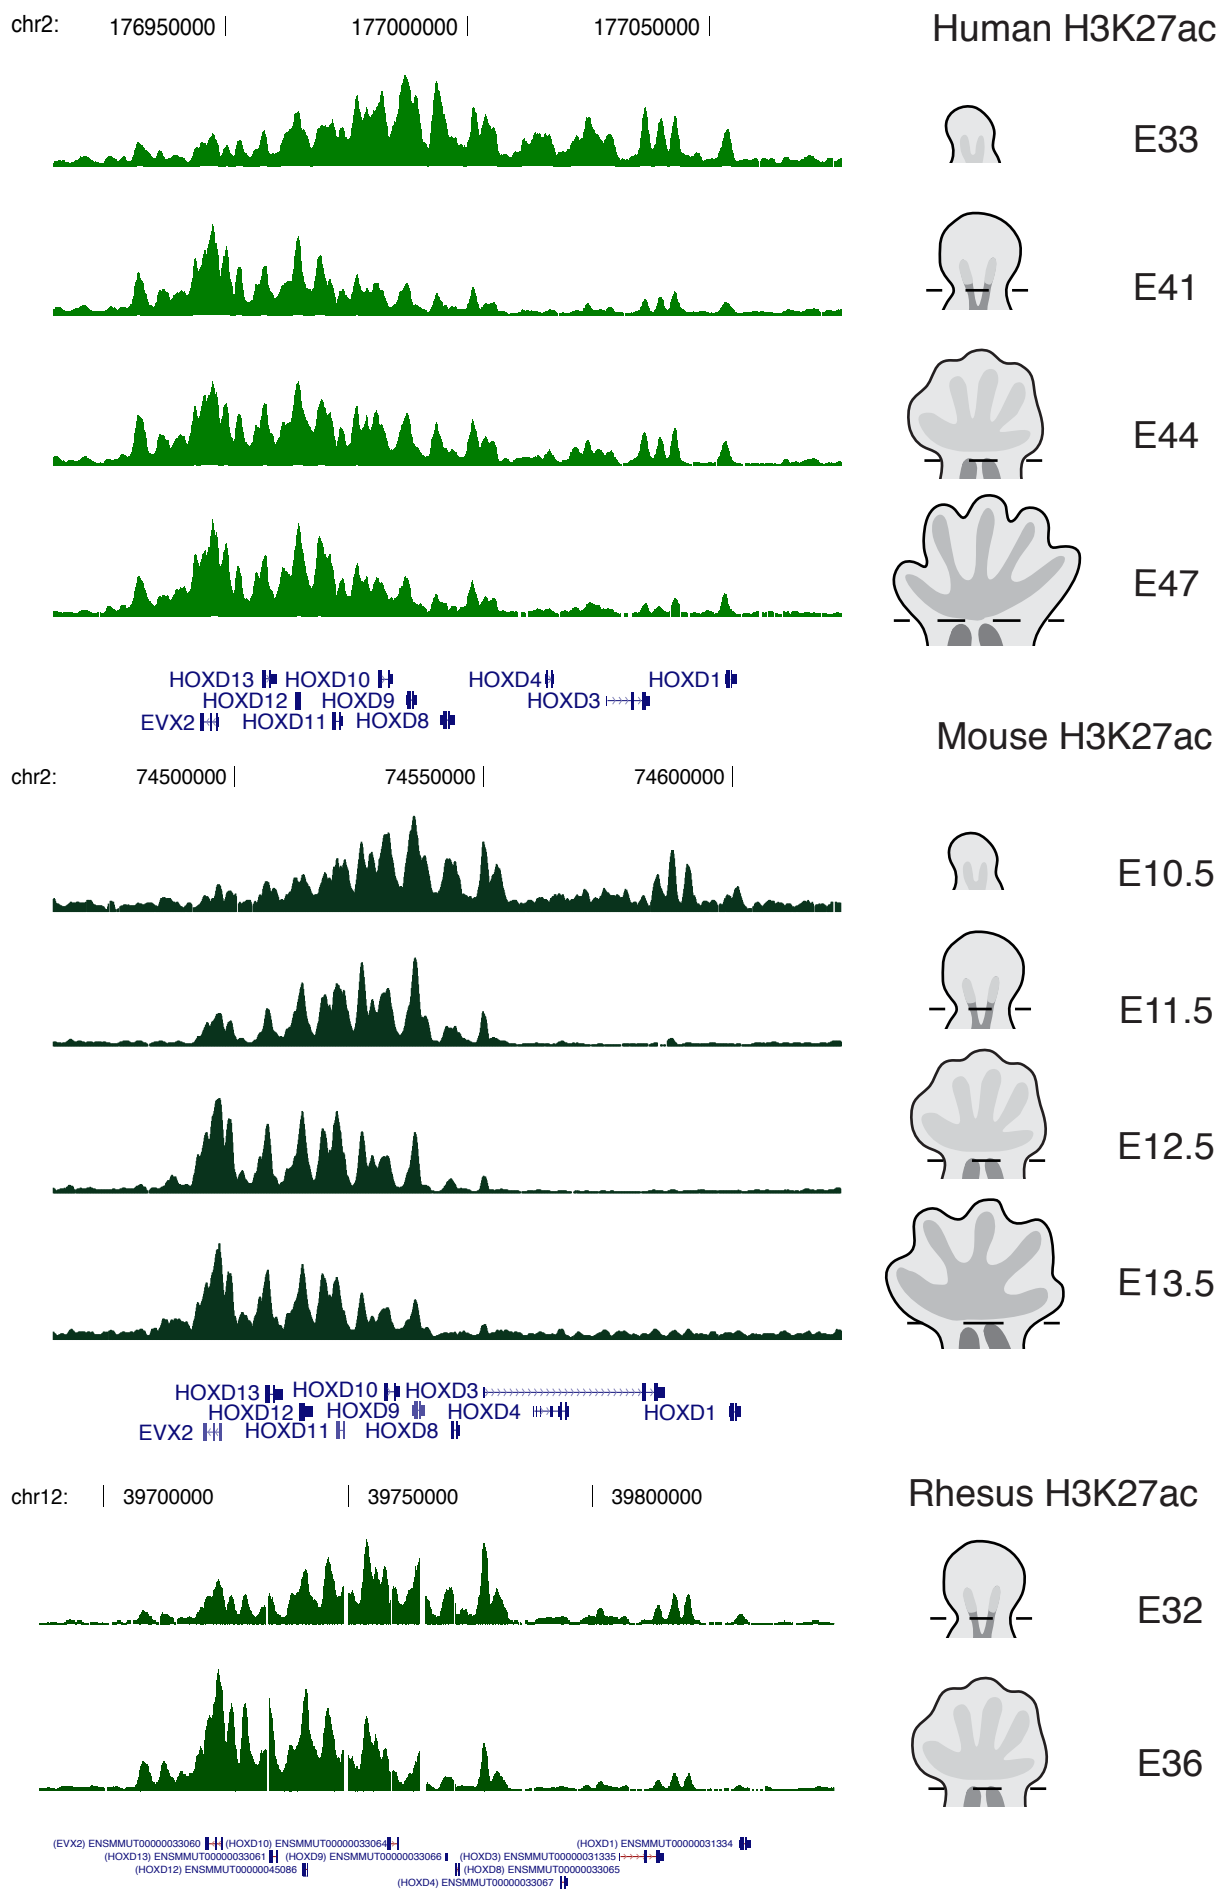 chr2: 176950000 177000000 177050000 Human H3K27ac
E33
E41
E44
E47
HOXD13 HOXD10 HOXD4 HOXD1
HOXD12 HOXD9 HOXD3
EVX2 HOXD11 HOXD8
Mouse H3K27ac
chr2: 74500000 74550000 74600000
E10.5
E11.5
E12.5
E13.5
HOXD13 HOXD10 HOXD3
HOXD12 HOXD9 HOXD4 HOXD1
EVX2 HOXD11 HOXD8
chr12: 39700000 39750000 39800000 Rhesus H3K27ac
E32
E36
(EVX2) ENSMMUT00000033060 (HOXD10) ENSMMUT00000033064 (HOXD1) ENSMMUT00000031334
(HOXD13) ENSMMUT00000033061 (HOXD9) ENSMMUT00000033066 (HOXD3) ENSMMUT00000031335
(HOXD12) ENSMMUT00000045086 (HOXD8) ENSMMUT00000033065
(HOXD4) ENSMMUT00000033067